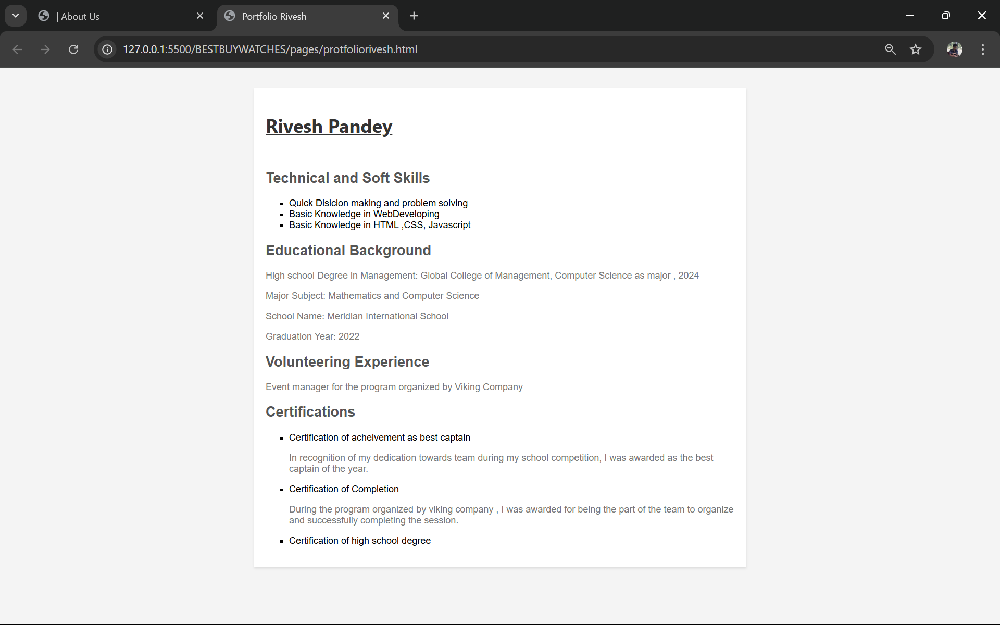 | About Us
Portfolio Rivesh
127.0.0.1:5500/BESTBUYWATCHES/pages/protfoliorivesh.html
Rivesh Pandey
Technical and Soft Skills
Quick Disicion making and problem solving
Basic Knowledge in WebDeveloping
Basic Knowledge in HTML ,CSS, Javascript
Educational Background
High school Degree in Management: Global College of Management, Computer Science as major , 2024
Major Subject: Mathematics and Computer Science
School Name: Meridian International School
Graduation Year: 2022
Volunteering Experience
Event manager for the program organized by Viking Company
Certifications
Certification of acheivement as best captain
In recognition of my dedication towards team during my school competition, I was awarded as the best
captain of the year.
Certification of Completion
During the program organized by viking company , I was awarded for being the part of the team to organize
and successfully completing the session.
Certification of high school degree